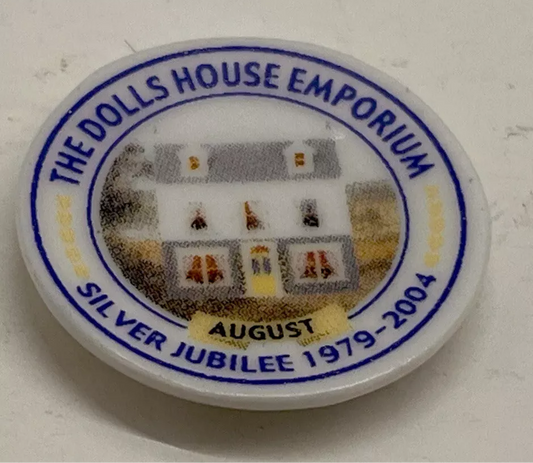 THE DOLLS HOUSE EMPORIUM
AUGUST
SILVER JUBILEE 1979-2004